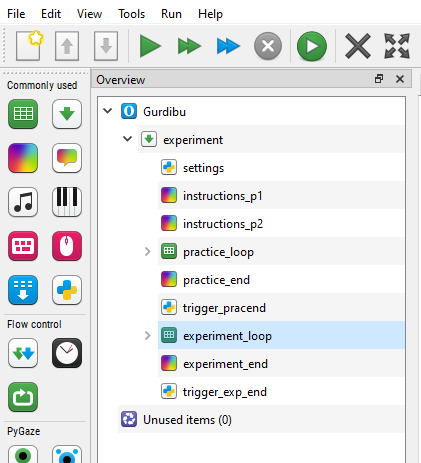 File Edit View Tools Run Help
Commonly used
Flow control
PyGaze
Overview
Gurdibu
experiment
settings
instructions_p1
instructions_p2
practice_loop
practice_end
trigger_pracend
experiment_loop
experiment_end
trigger_exp_end
Unused items (0)